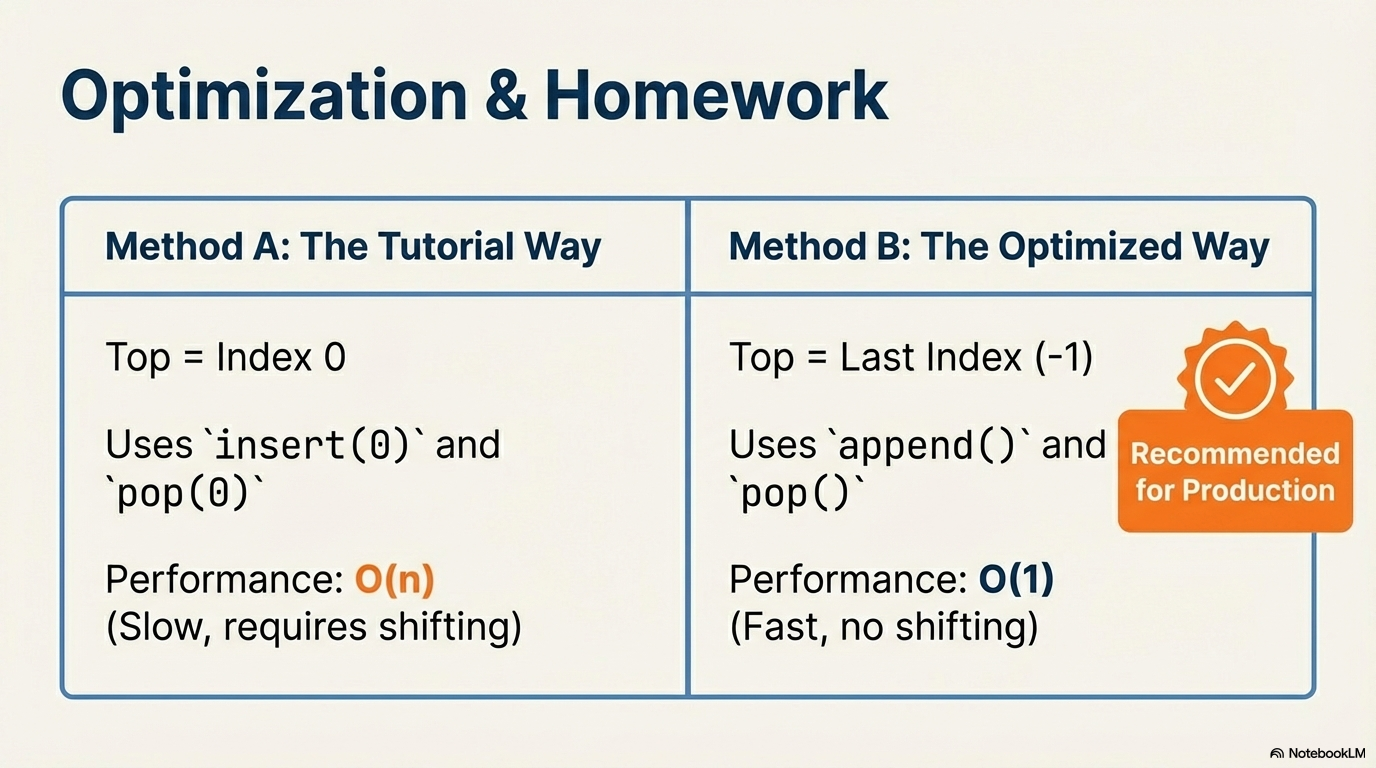 Optimization & Homework
Method A: The Tutorial Way
Method B: The Optimized Way
Top = Index 0
Uses `insert(0)` and
`pop(0)`
Performance: O(n)
(Slow, requires shifting)
Top = Last Index (-1)
Uses `append()` and
`pop()`
Performance: O(1)
(Fast, no shifting)
Recommended
for Production
NotebookLM